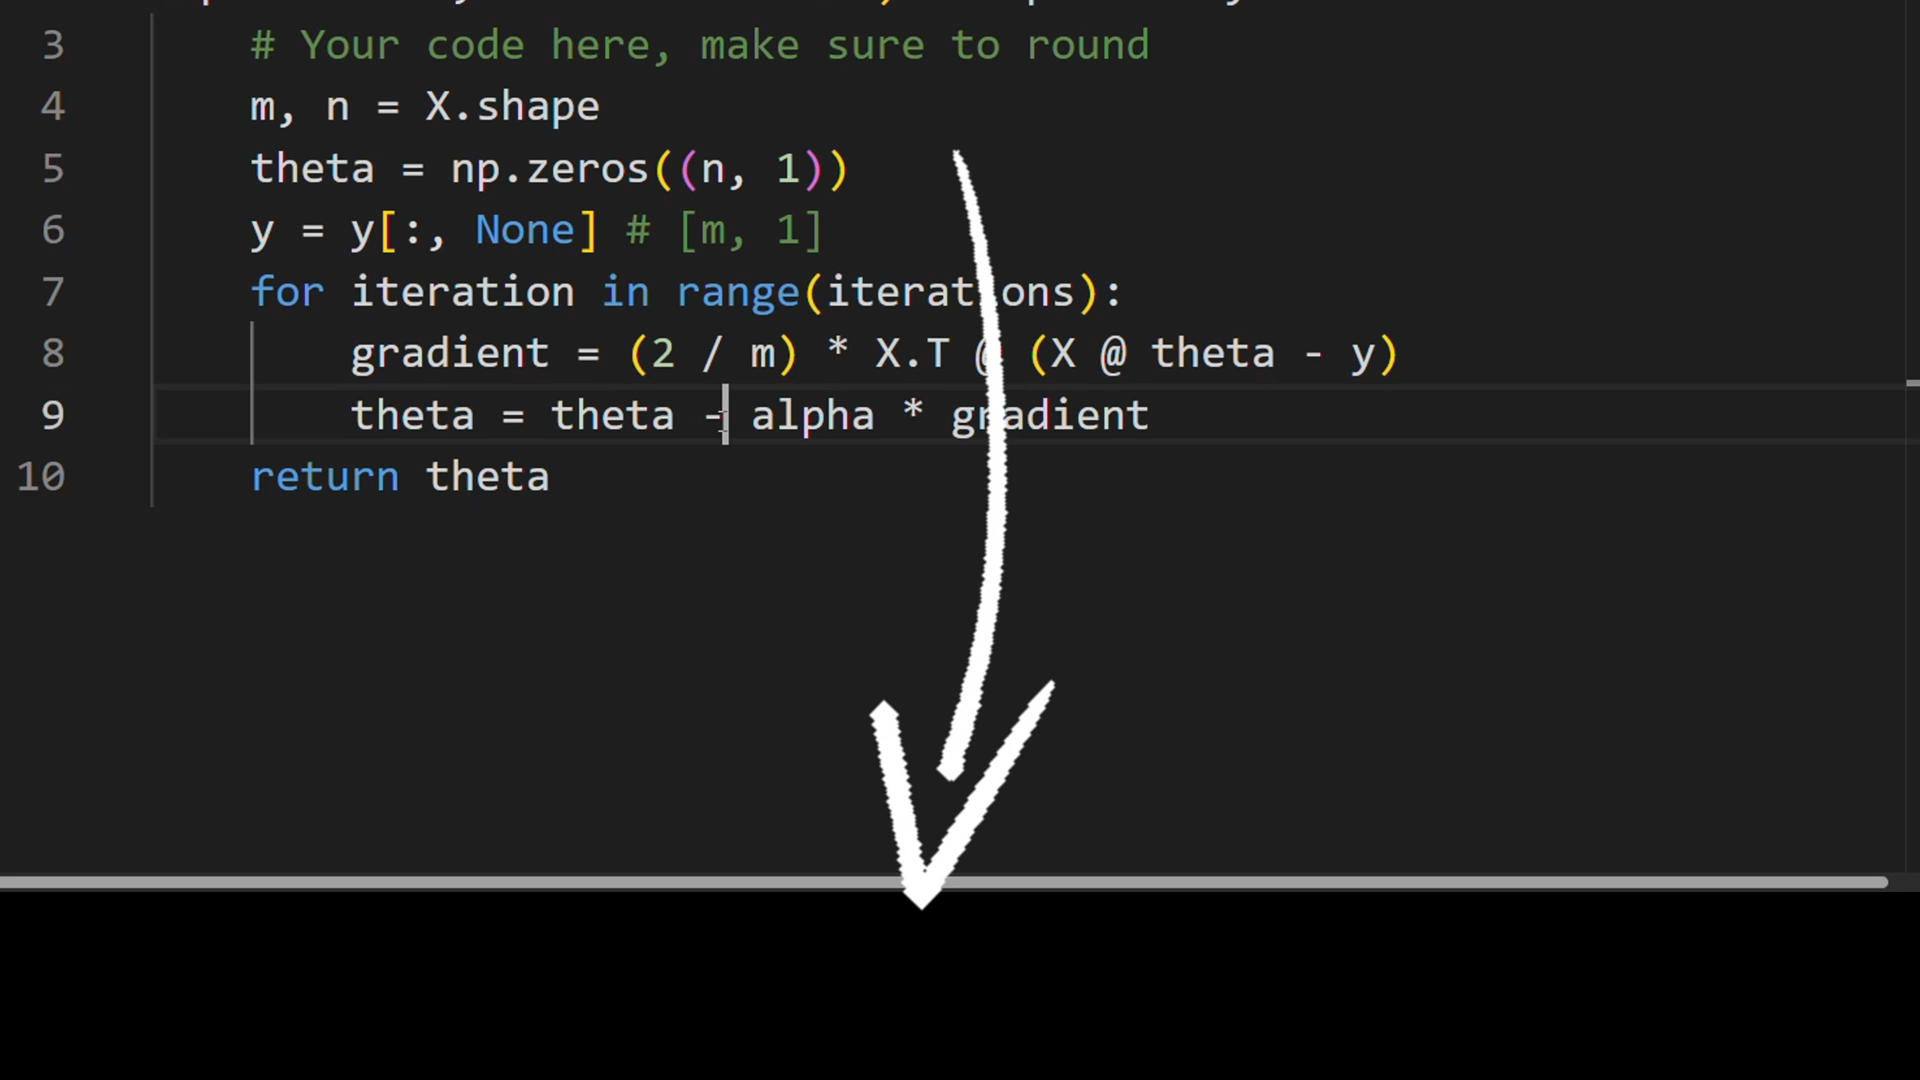 3 # Your code here, make sure to round
4 m, n = X.shape
5 theta = np.zeros((n, 1))
6 y = y[:, None] # [m, 1]
7 for iteration in range(iterations):
8 gradient = (2 / m) * X.T @ (X @ theta - y)
9 theta = theta - alpha * gradient
10 return theta